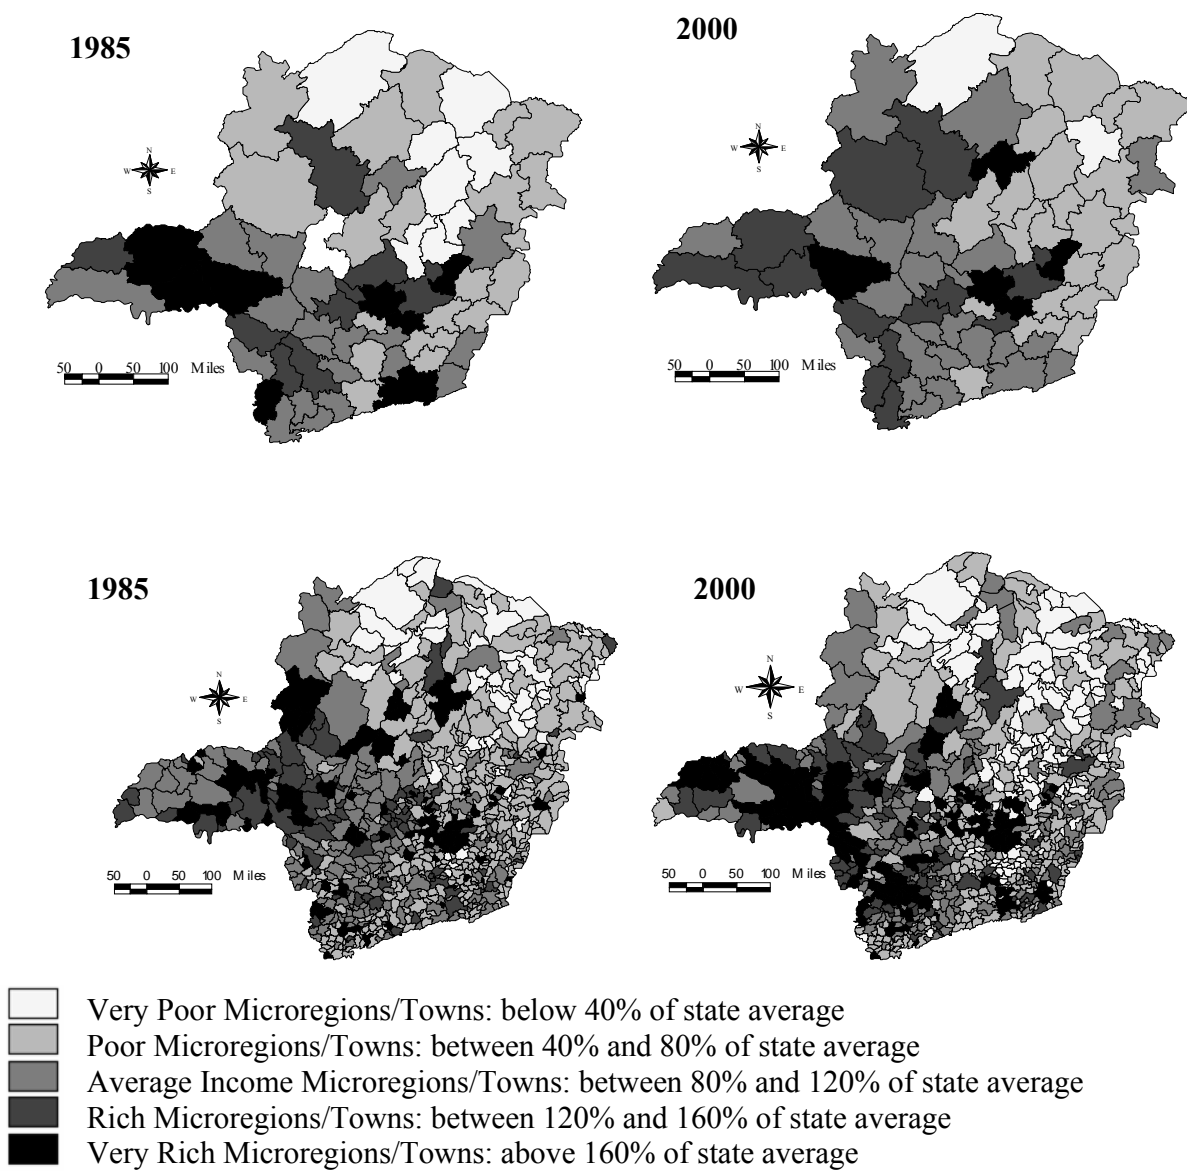 1985
2000
N
W E
S
N
W E
S
50 0 50 100 Miles
50 0 50 100 Miles
1985
2000
N
W E
S
N
W E
S
50 0 50 100 Miles
50 0 50 100 Miles
Very Poor Microregions/Towns: below 40% of state average
Poor Microregions/Towns: between 40% and 80% of state average
Average Income Microregions/Towns: between 80% and 120% of state average
Rich Microregions/Towns: between 120% and 160% of state average
Very Rich Microregions/Towns: above 160% of state average